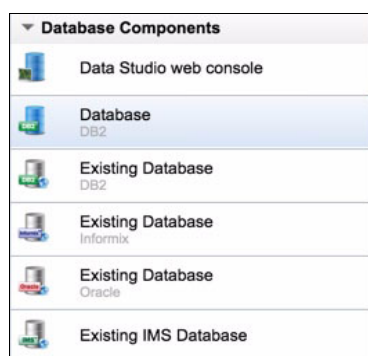 Database Components
Data Studio web console
Database
DB2
Existing Database
DB2
Existing Database
Informix
Existing Database
Oracle
Existing IMS Database